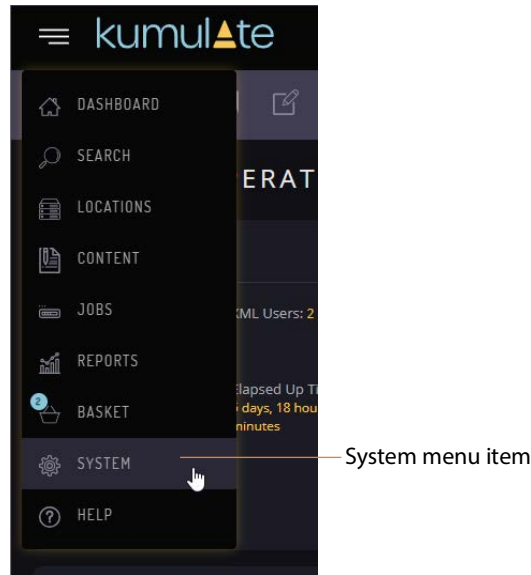 kumulate
DASHBOARD
SEARCH
ERAT
LOCATIONS
CONTENT
JOBS
XML Users: 2
REPORTS
Elapsed Up Ti
days, 18 hou
minutes
2
BASKET
SYSTEM
System menu item
HELP